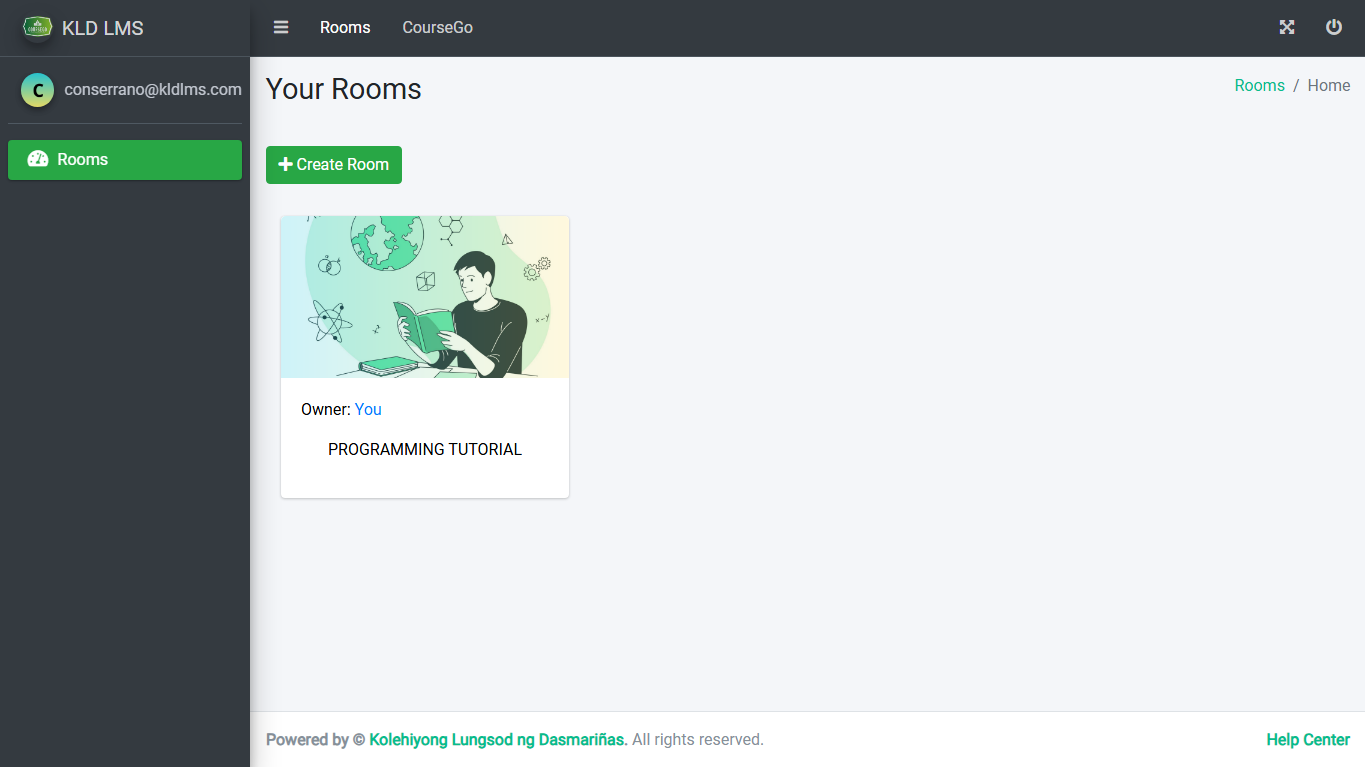 KLD LMS
Rooms
CourseGo
C
conserrano@kldlms.com
Rooms
Your Rooms
Rooms / Home
Create Room
x-y
Owner: You
PROGRAMMING TUTORIAL
Powered by © Kolehiyong Lungsod ng Dasmariñas. All rights reserved.
Help Center